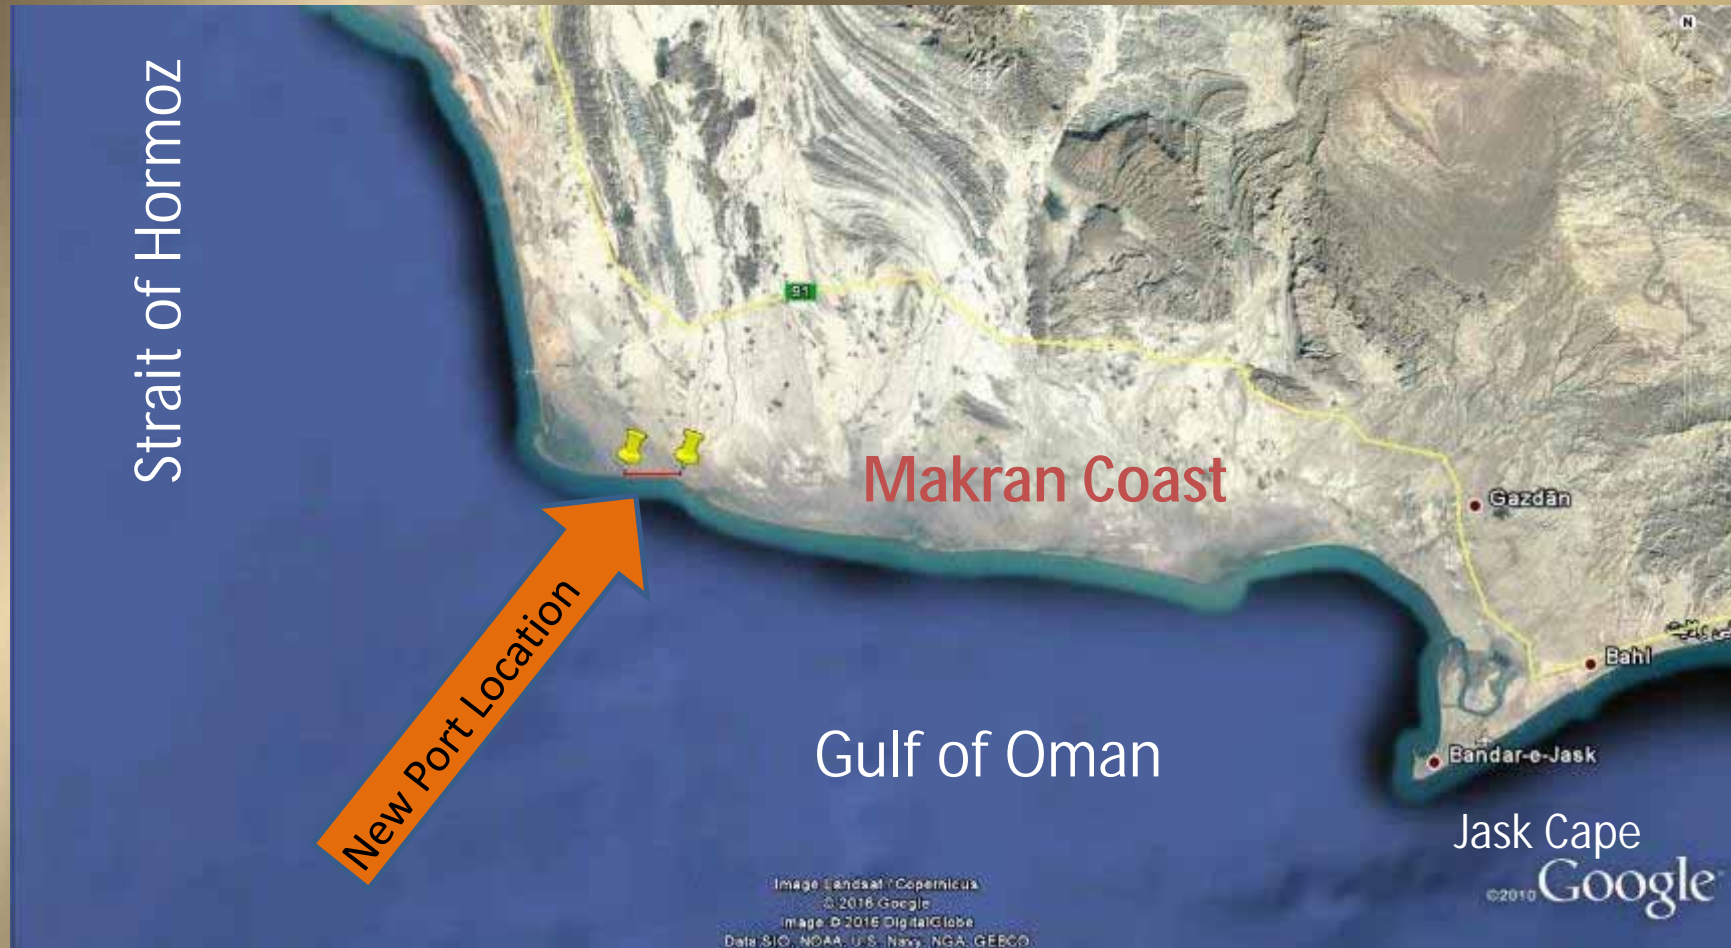 N
Strait of Hormoz
91
Makran Coast
Gazdān
New Port Location
Bahl
Gulf of Oman
Bandar-e-Jask
Jask Cape
©2010 Google
Image Landsat / Copernicus
© 2016 Google
Image © 2016 DigitalGlobe
Data SIO, NOAA, U.S. Navy, NGA, GEBCO